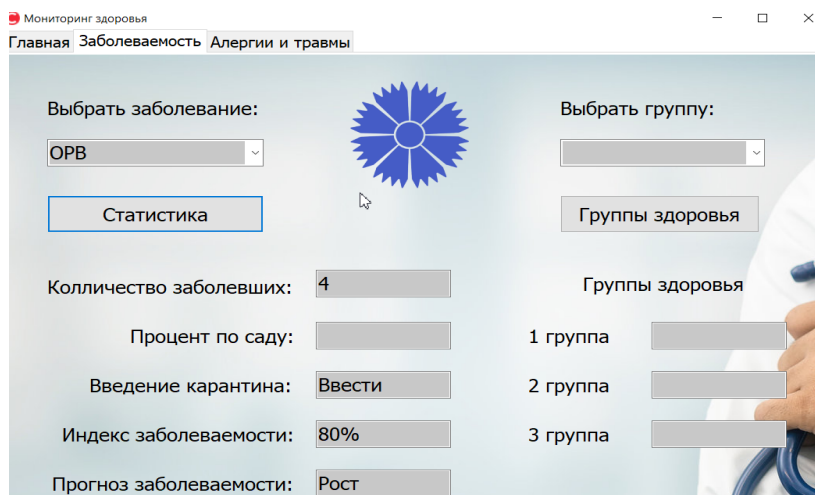 Мониторинг здоровья
Главная Заболеваемость Алергии и травмы
Выбрать заболевание:
ОРВ
Статистика
Выбрать группу:
Группы здоровья
Колличество заболевших: 4
Процент по саду:
Введение карантина: Ввести
Индекс заболеваемости: 80%
Прогноз заболеваемости: Рост
Группы здоровья
1 группа
2 группа
3 группа